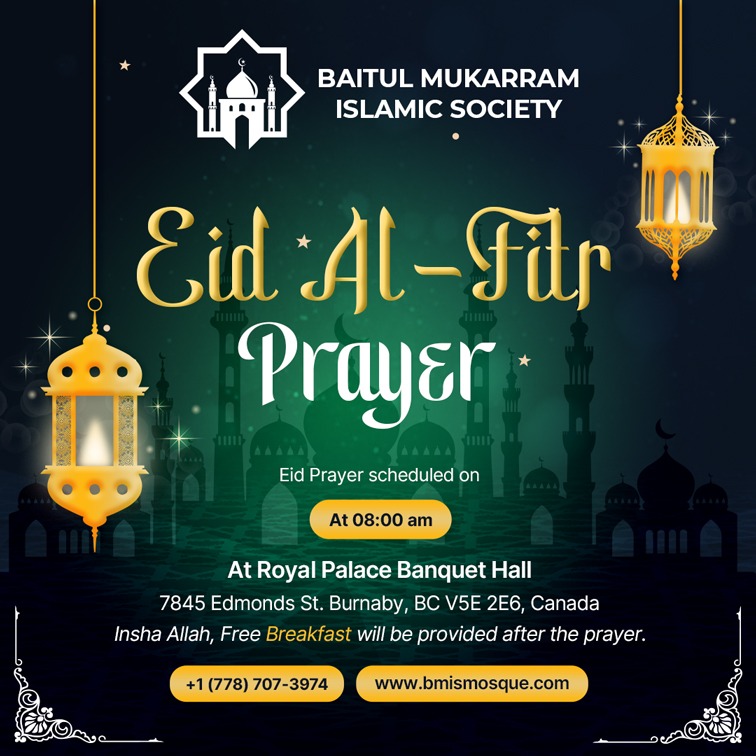 BAITUL MUKARRAM
ISLAMIC SOCIETY
Eid Al-Fitr
Prayer
Eid Prayer scheduled on
At 08:00 am
At Royal Palace Banquet Hall
7845 Edmonds St. Burnaby, BC V5E 2E6, Canada
Insha Allah, Free Breakfast will be provided after the prayer.
+1 (778) 707-3974
www.bmismosque.com